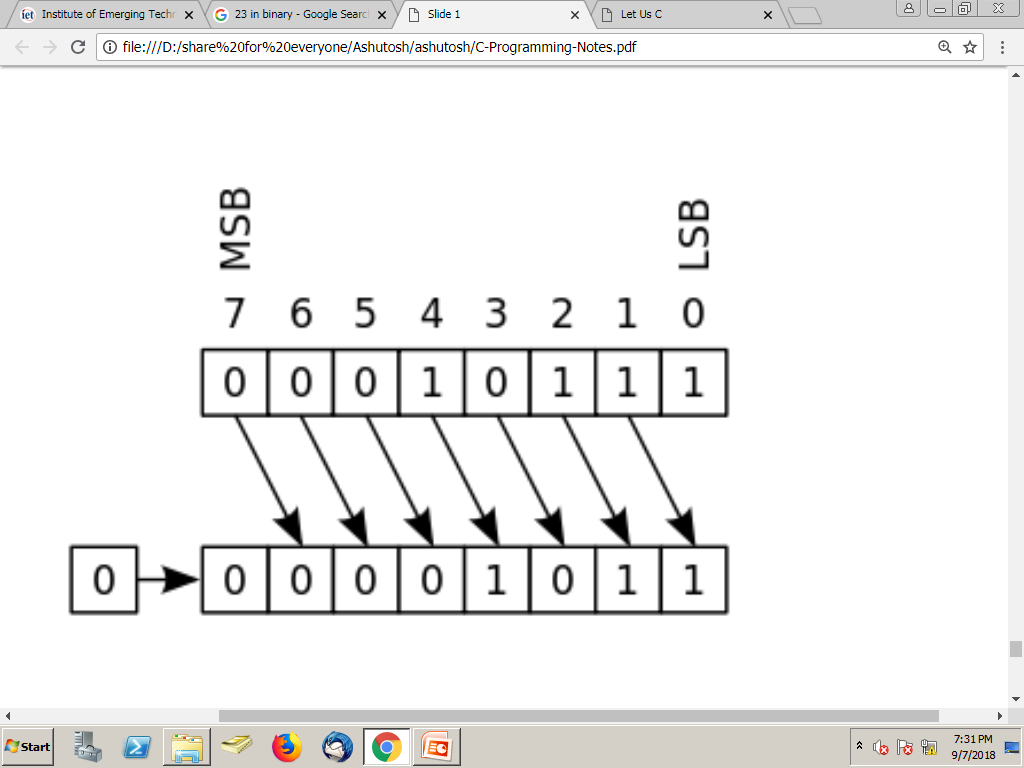 Institute of Emerging Techr
23 in binary - Google Searc
Slide 1
Let Us C
file:///D:/share%20for%20everyone/Ashutosh/ashutosh/C-Programming-Notes.pdf
MSB LSB
7 6 5 4 3 2 1 0
0 0 0 1 0 1 1 1
0 0 0 0 0 1 0 1 1
Start
7:31 PM
9/7/2018